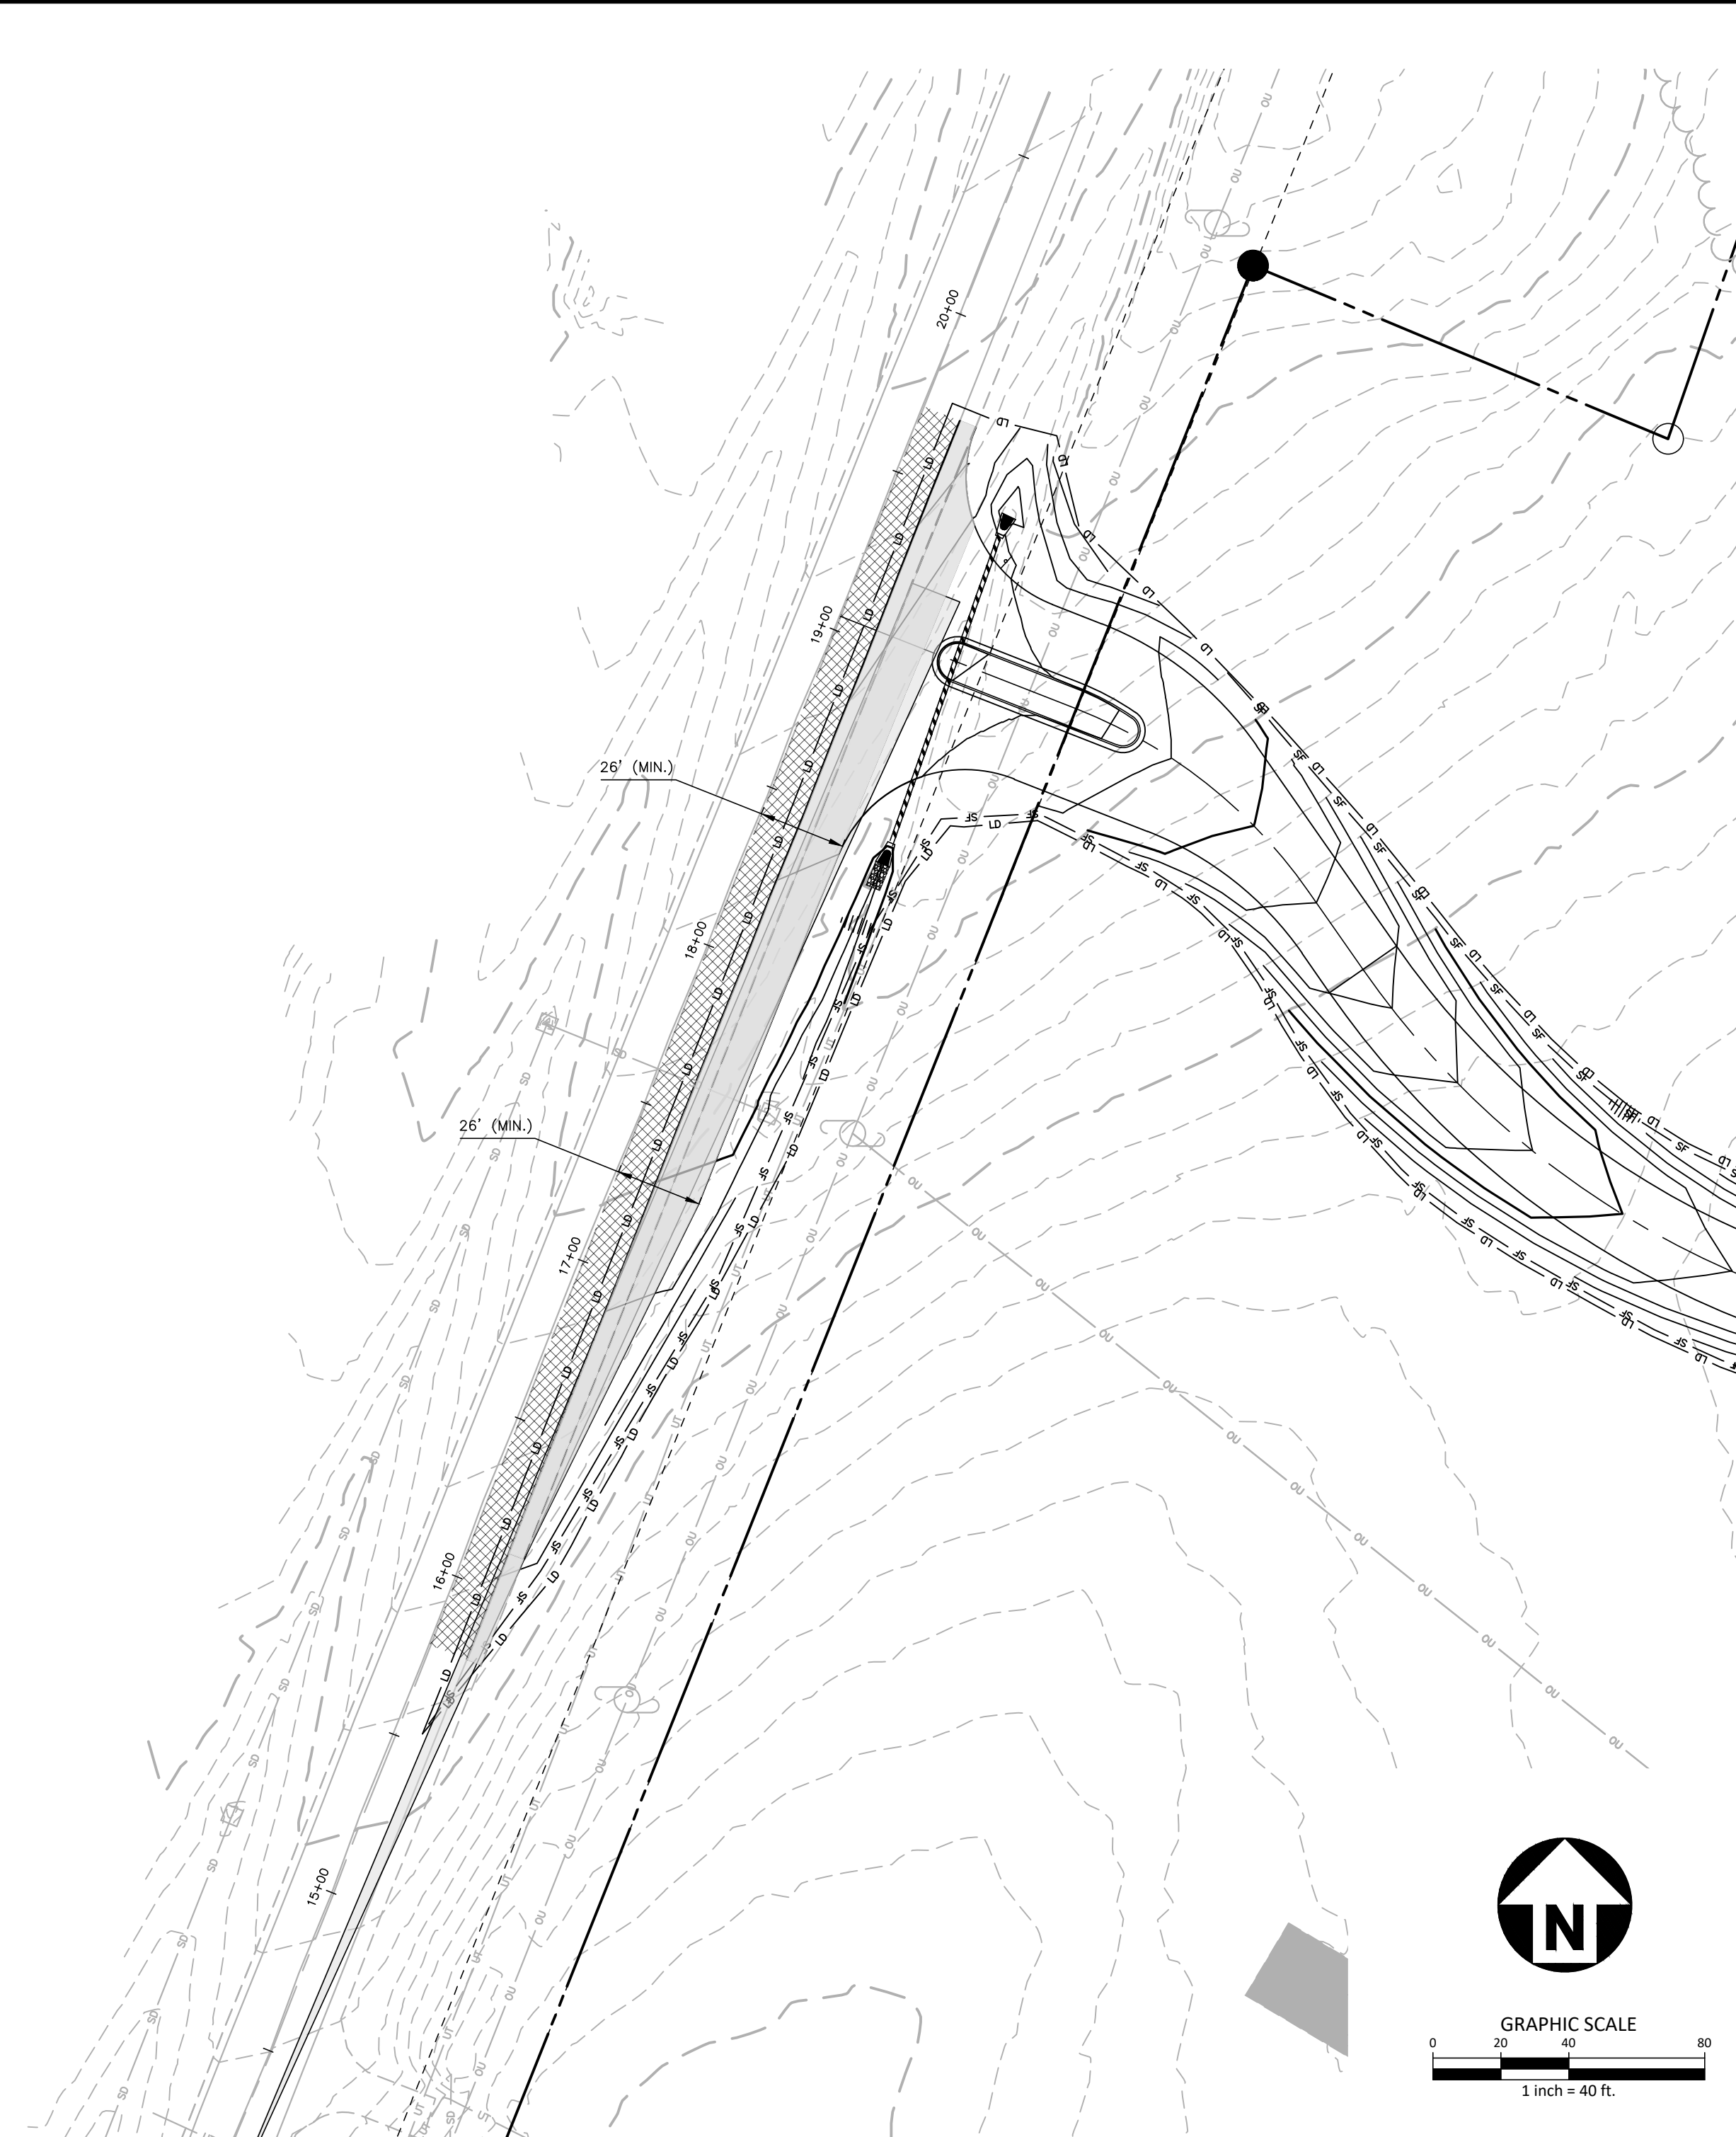 20+00
19+00
26' (MIN.)
18+00
26' (MIN.)
17+00
16+00
15+00
LD
SF
OU
UT
SD
N
GRAPHIC SCALE
0 20 40 80
1 inch = 40 ft.